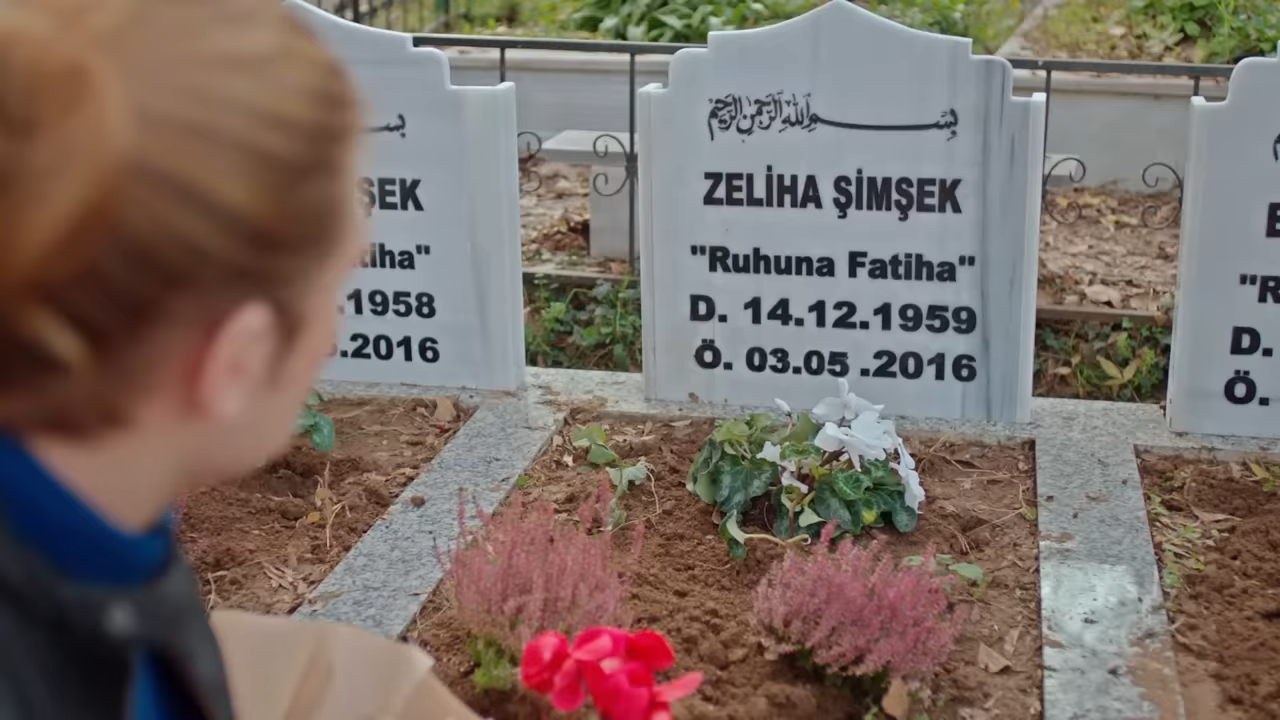 ŞEK
tiha"
.1958
.2016
بسم الله الرحمن الرحيم
ZELİHA ŞİMŞEK
"Ruhuna Fatiha"
D. 14.12.1959
Ö. 03.05 .2016
"R
D.
Ö.